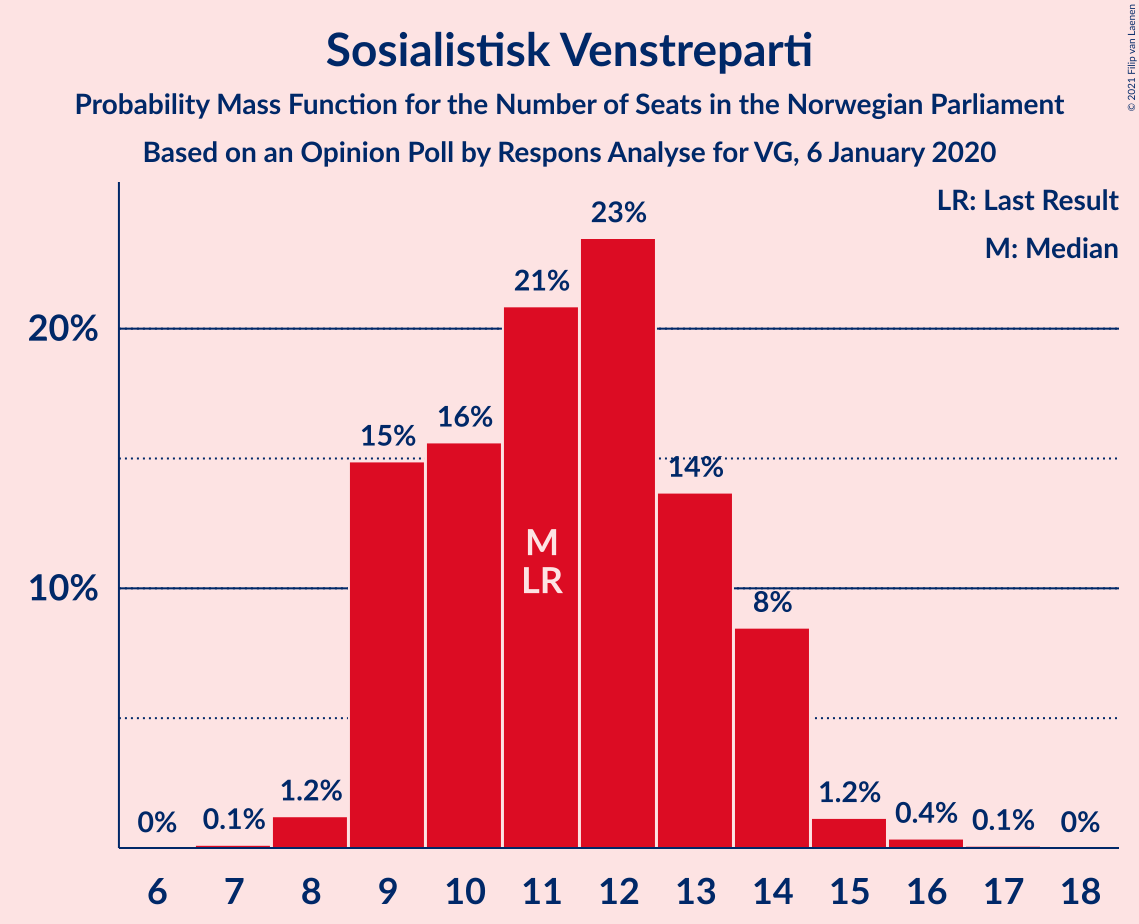 Sosialistisk Venstreparti
Probability Mass Function for the Number of Seats in the Norwegian Parliament
Based on an Opinion Poll by Respons Analyse for VG, 6 January 2020
© 2021 Filip van Laenen
LR: Last Result
M: Median
20%
10%
0%
0.1%
1.2%
15%
16%
21%
23%
14%
8%
1.2%
0.4%
0.1%
0%
M
LR
6 7 8 9 10 11 12 13 14 15 16 17 18